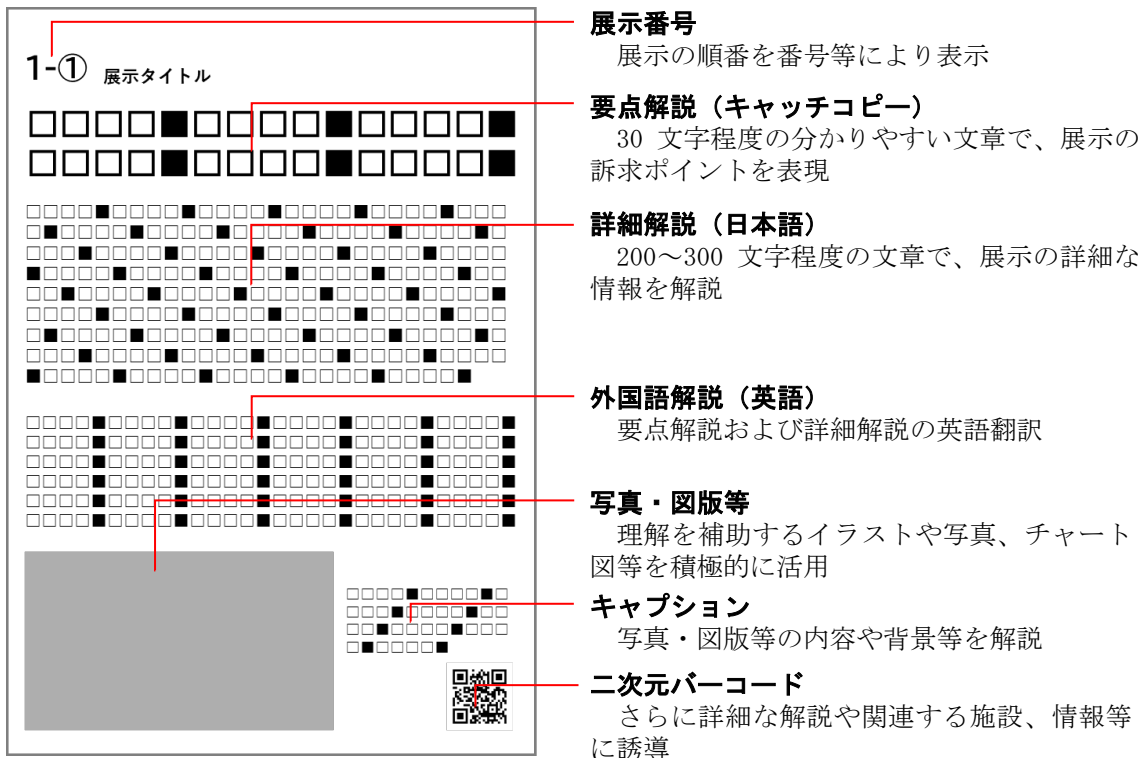 1-① 展示タイトル
展示番号
展示の順番を番号等により表示
要点解説（キャッチコピー）
30 文字程度の分かりやすい文章で、展示の
訴求ポイントを表現
詳細解説（日本語）
200～300 文字程度の文章で、展示の詳細な
情報を解説
外国語解説（英語）
要点解説および詳細解説の英語翻訳
写真・図版等
理解を補助するイラストや写真、チャート
図等を積極的に活用
キャプション
写真・図版等の内容や背景等を解説
二次元バーコード
さらに詳細な解説や関連する施設、情報等
に誘導